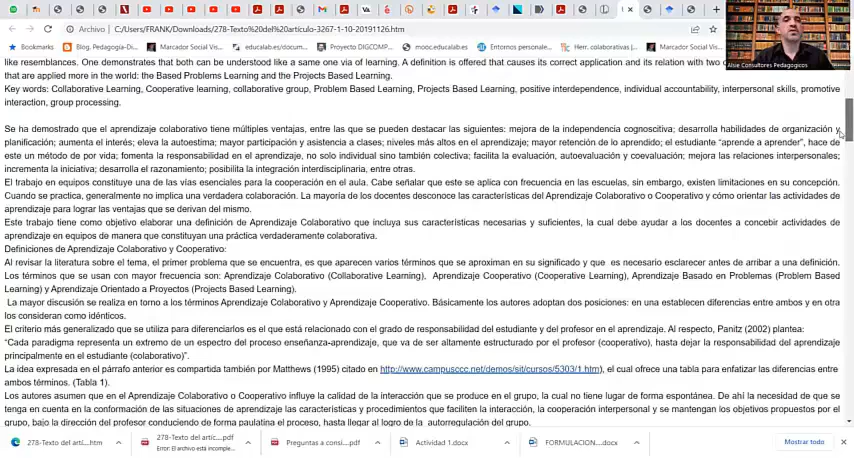 Archivo | C:/Users/FRANK/Downloads/278-Texto%20del%20artículo-3267-1-10-20191126.htm
Bookmarks Blog. Pedagogía-Di... Marcador Social Vis... educalab.es/docum... Proyecto DIGCOMP... mooc.educalab.es Entornos personale... Herr. colaborativas |... Marcador Social Vis...
like resemblances. One demonstrates that both can be understood like a same one via of learning. A definition is offered that causes its correct application and its relation with two
that are applied more in the world: the Based Problems Learning and the Projects Based Learning.
Key words: Collaborative Learning, Cooperative learning, collaborative group, Problem Based Learning, Projects Based Learning, positive interdependence, individual accountability, interpersonal skills, promotive
interaction, group processing.
Se ha demostrado que el aprendizaje colaborativo tiene múltiples ventajas, entre las que se pueden destacar las siguientes: mejora de la independencia cognoscitiva; desarrolla habilidades de organización y
planificación; aumenta el interés; eleva la autoestima; mayor participación y asistencia a clases; niveles más altos en el aprendizaje; mayor retención de lo aprendido; el estudiante "aprende a aprender", hace de
este un método de por vida; fomenta la responsabilidad en el aprendizaje, no solo individual sino también colectiva; facilita la evaluación, autoevaluación y coevaluación; mejora las relaciones interpersonales;
incrementa la iniciativa; desarrolla el razonamiento; posibilita la integración interdisciplinaria, entre otras.
El trabajo en equipos constituye una de las vías esenciales para la cooperación en el aula. Cabe señalar que este se aplica con frecuencia en las escuelas, sin embargo, existen limitaciones en su concepción.
Cuando se practica, generalmente no implica una verdadera colaboración. La mayoría de los docentes desconoce las características del Aprendizaje Colaborativo o Cooperativo y cómo orientar las actividades de
aprendizaje para lograr las ventajas que se derivan del mismo.
Este trabajo tiene como objetivo elaborar una definición de Aprendizaje Colaborativo que incluya sus características necesarias y suficientes, la cual debe ayudar a los docentes a concebir actividades de
aprendizaje en equipos de manera que constituyan una práctica verdaderamente colaborativa.
Definiciones de Aprendizaje Colaborativo y Cooperativo:
Al revisar la literatura sobre el tema, el primer problema que se encuentra, es que aparecen varios términos que se aproximan en su significado y que es necesario esclarecer antes de arribar a una definición.
Los términos que se usan con mayor frecuencia son: Aprendizaje Colaborativo (Collaborative Learning), Aprendizaje Cooperativo (Cooperative Learning), Aprendizaje Basado en Problemas (Problem Based
Learning) y Aprendizaje Orientado a Proyectos (Projects Based Learning).
La mayor discusión se realiza en torno a los términos Aprendizaje Colaborativo y Aprendizaje Cooperativo. Básicamente los autores adoptan dos posiciones: en una establecen diferencias entre ambos y en otra
los consideran como idénticos.
El criterio más generalizado que se utiliza para diferenciarlos es el que está relacionado con el grado de responsabilidad del estudiante y del profesor en el aprendizaje. Al respecto, Panitz (2002) plantea:
"Cada paradigma representa un extremo de un espectro del proceso enseñanza-aprendizaje, que va de ser altamente estructurado por el profesor (cooperativo), hasta dejar la responsabilidad del aprendizaje
principalmente en el estudiante (colaborativo)".
La idea expresada en el párrafo anterior es compartida también por Matthews (1995) citado en http://www.campusccc.net/demos/sit/cursos/5303/1.htm), el cual ofrece una tabla para enfatizar las diferencias entre
ambos términos. (Tabla 1).
Los autores asumen que en el Aprendizaje Colaborativo o Cooperativo influye la calidad de la interacción que se produce en el grupo, la cual no tiene lugar de forma espontánea. De ahí la necesidad de que se
tenga en cuenta en la conformación de las situaciones de aprendizaje las características y procedimientos que faciliten la interacción, la cooperación interpersonal y se mantengan los objetivos propuestos por el
grupo, bajo la dirección del profesor conduciendo de forma paulatina el proceso, hasta llegar al logro de la autorregulación del grupo.
Alsie Consultores Pedagogicos
278-Texto del artí....htm
278-Texto del artíc....pdf
Error: El archivo está incomple...
Preguntas a consi....pdf
Actividad 1.docx
FORMULACION....docx
Mostrar todo